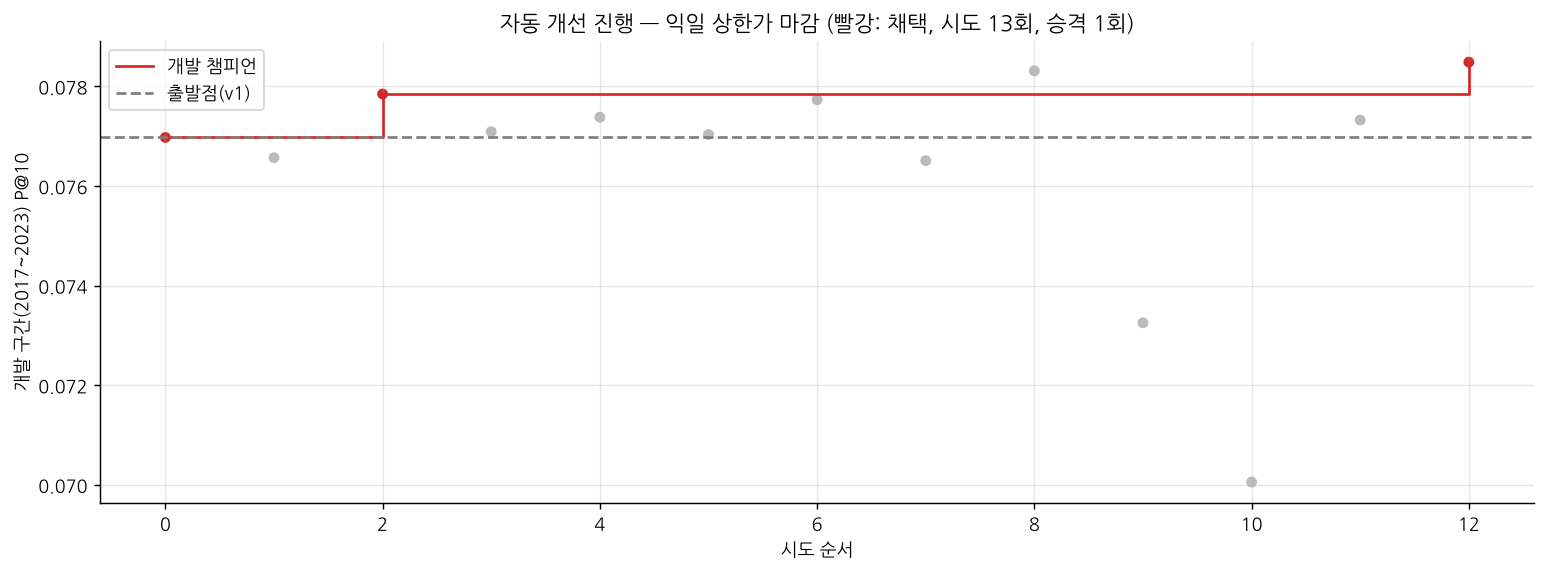 자동 개선 진행 — 익일 상한가 마감 (빨강: 채택, 시도 13회, 승격 1회)
개발 챔피언
출발점(v1)
개발 구간(2017~2023) P@10
0.078
0.076
0.074
0.072
0.070
0 2 4 6 8 10 12
시도 순서